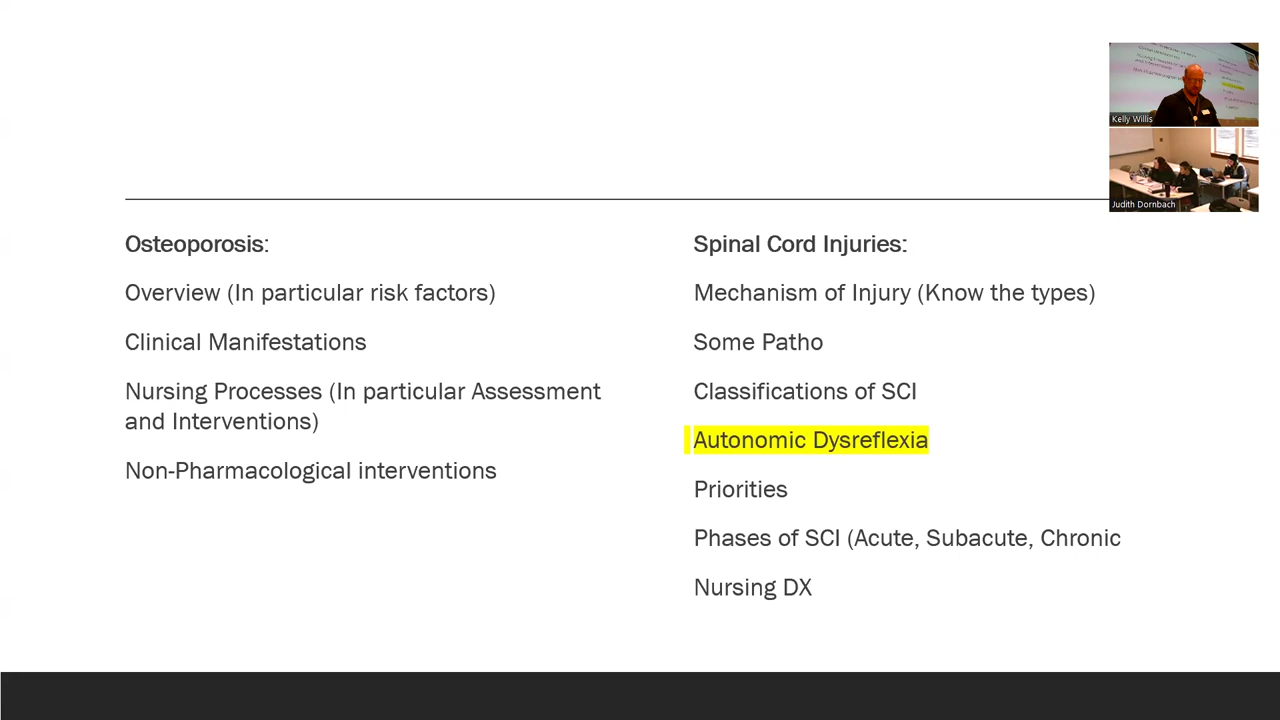 Kelly Willis
Judith Dornbach
Osteoporosis:
Overview (In particular risk factors)
Clinical Manifestations
Nursing Processes (In particular Assessment
and Interventions)
Non-Pharmacological interventions
Spinal Cord Injuries:
Mechanism of Injury (Know the types)
Some Patho
Classifications of SCI
Autonomic Dysreflexia
Priorities
Phases of SCI (Acute, Subacute, Chronic
Nursing DX